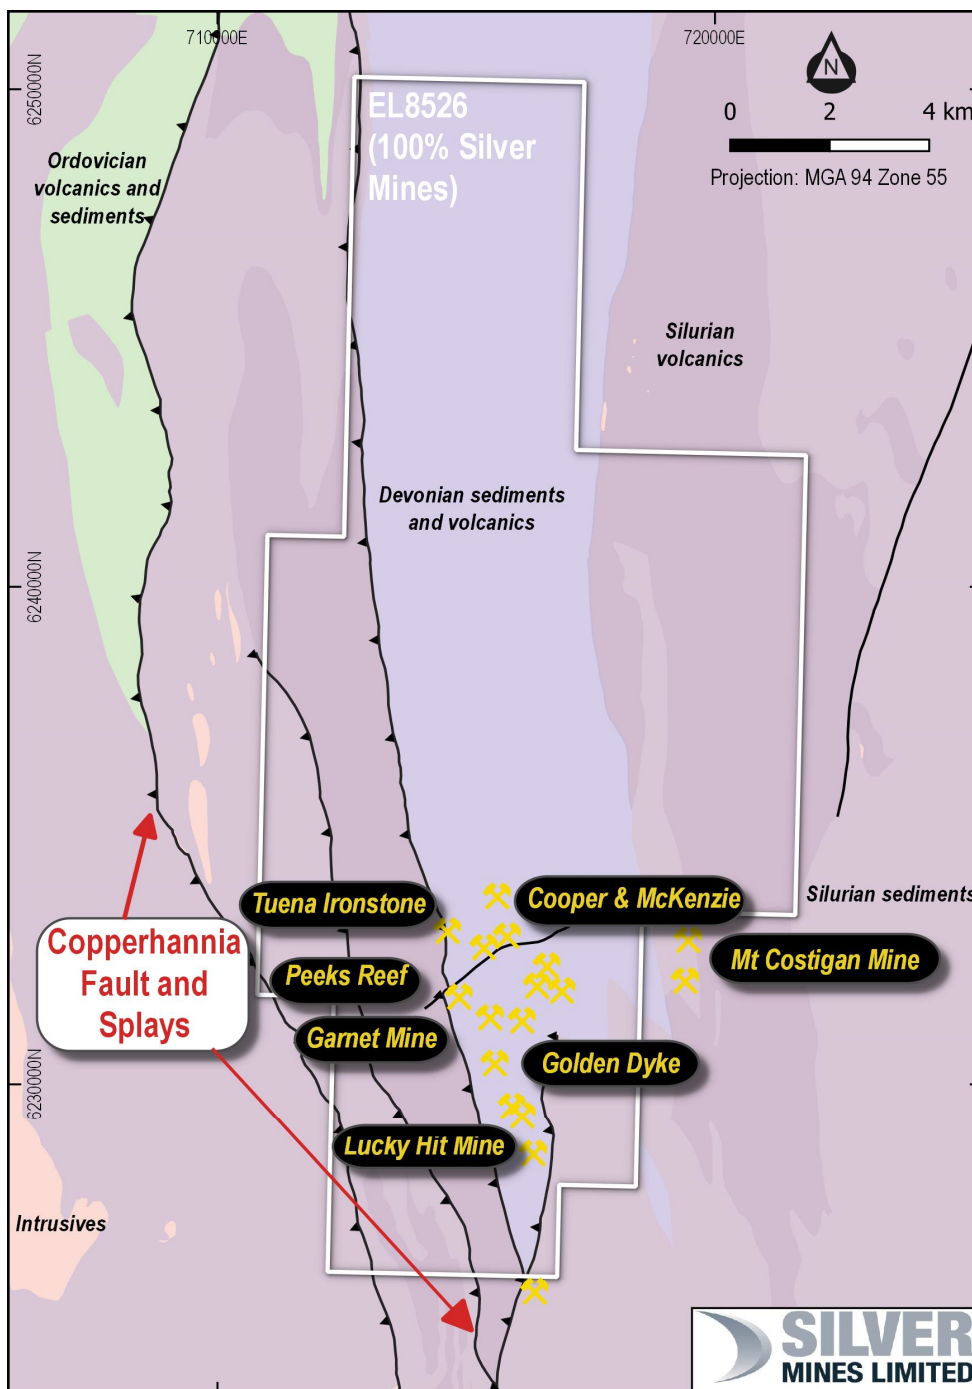 710000E
720000E
6250000N
EL8526
(100% Silver
Mines)
N
0 2 4 km
Projection: MGA 94 Zone 55
Ordovician
volcanics and
sediments
Silurian
volcanics
Devonian sediments
and volcanics
6240000N
Tuena Ironstone
Cooper & McKenzie
Silurian sediments
Copperhannia
Fault and
Splays
Peeks Reef
Mt Costigan Mine
Garnet Mine
Golden Dyke
6230000N
Lucky Hit Mine
Intrusives
SILVER
MINES LIMITED